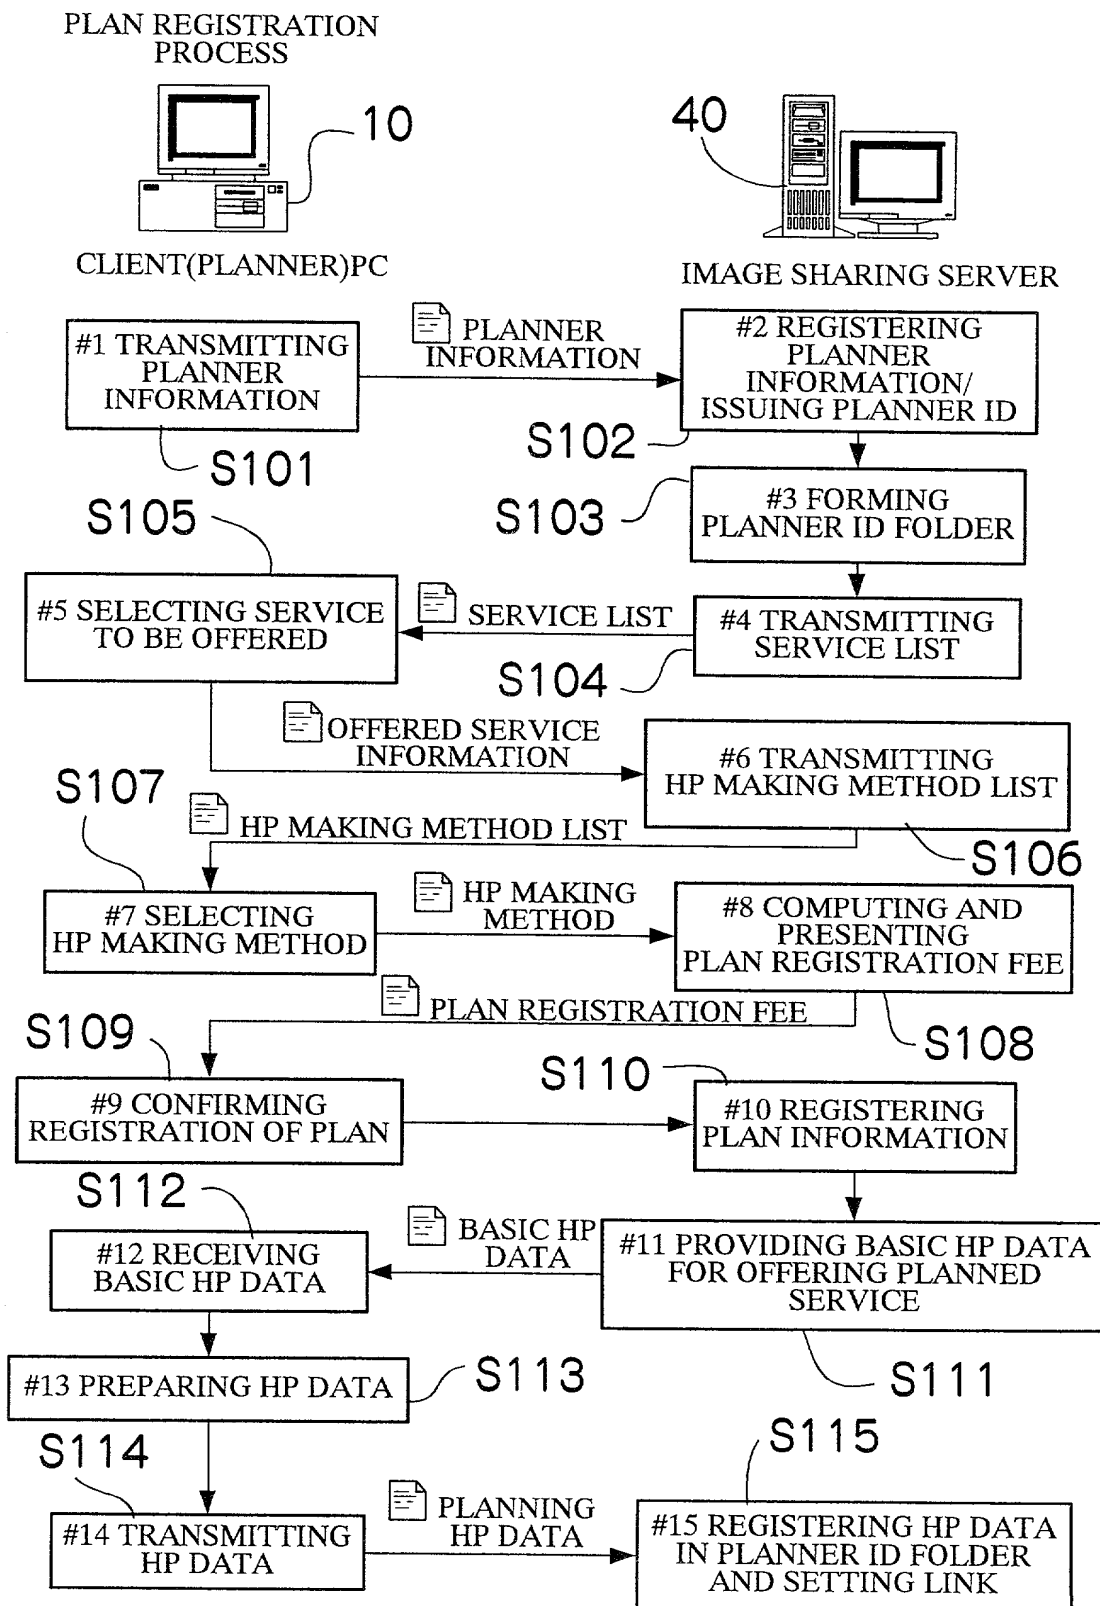 PLAN REGISTRATION
PROCESS
10
40
CLIENT(PLANNER)PC
IMAGE SHARING SERVER
#1 TRANSMITTING
PLANNER
INFORMATION
S101
PLANNER
INFORMATION
#2 REGISTERING
PLANNER
INFORMATION/
ISSUING PLANNER ID
S102
S103
#3 FORMING
PLANNER ID FOLDER
S105
#5 SELECTING SERVICE
TO BE OFFERED
SERVICE LIST
#4 TRANSMITTING
SERVICE LIST
S104
OFFERED SERVICE
INFORMATION
#6 TRANSMITTING
HP MAKING METHOD LIST
S106
S107
HP MAKING METHOD LIST
#7 SELECTING
HP MAKING METHOD
HP MAKING
METHOD
#8 COMPUTING AND
PRESENTING
PLAN REGISTRATION FEE
S108
PLAN REGISTRATION FEE
S109
#9 CONFIRMING
REGISTRATION OF PLAN
S110
#10 REGISTERING
PLAN INFORMATION
S112
#12 RECEIVING
BASIC HP DATA
BASIC HP
DATA
#11 PROVIDING BASIC HP DATA
FOR OFFERING PLANNED
SERVICE
S111
#13 PREPARING HP DATA
S113
S114
#14 TRANSMITTING
HP DATA
PLANNING
HP DATA
S115
#15 REGISTERING HP DATA
IN PLANNER ID FOLDER
AND SETTING LINK